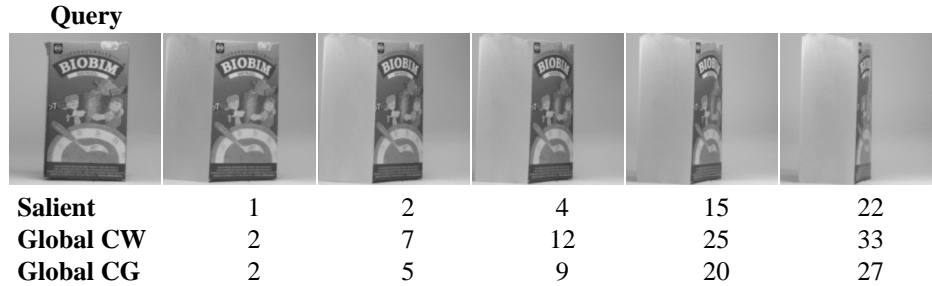 Query
BIOBIM
BIOBIM
BIOBIM
BIOBIM
Salient 1 2 4 15 22
Global CW 2 7 12 25 33
Global CG 2 5 9 20 27